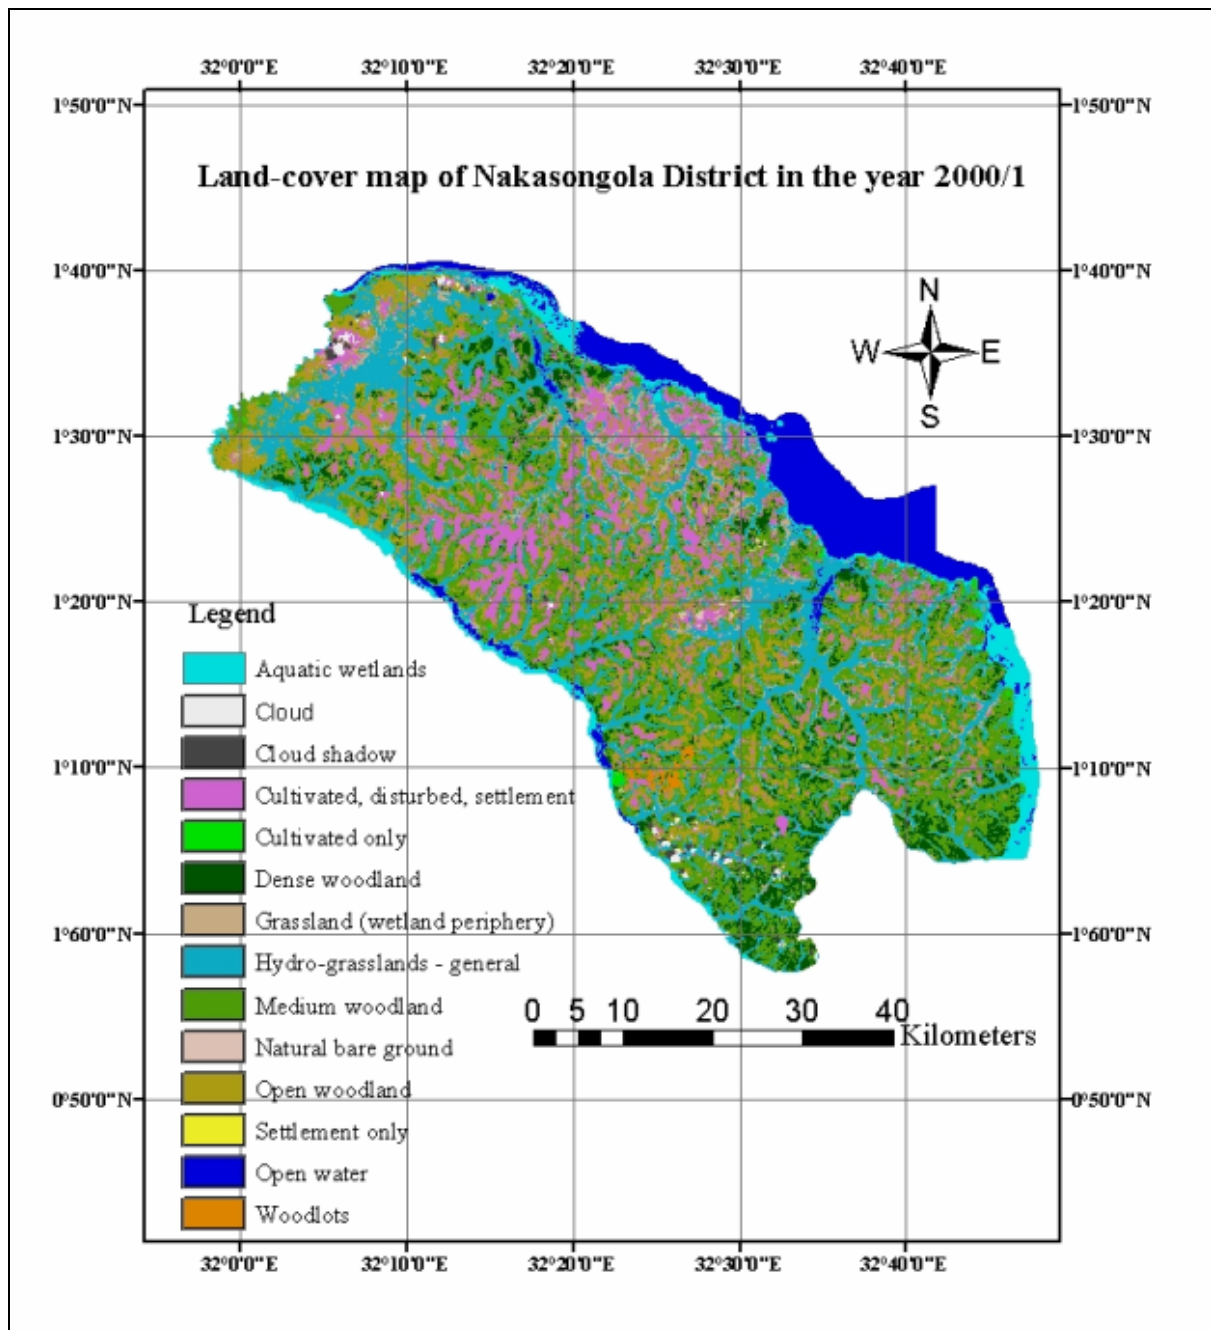 32°0'0"E 32°10'0"E 32°20'0"E 32°30'0"E 32°40'0"E
1°50'0"N 1°50'0"N
Land-cover map of Nakasongola District in the year 2000/1
1°40'0"N 1°40'0"N
N
W E
S
1°30'0"N 1°30'0"N
1°20'0"N 1°20'0"N
Legend
Aquatic wetlands
Cloud
Cloud shadow
1°10'0"N 1°10'0"N
Cultivated, disturbed, settlement
Cultivated only
Dense woodland
Grassland (wetland periphery)
1°60'0"N 1°60'0"N
Hydro-grasslands - general
Medium woodland
0 5 10 20 30 40
Kilometers
Natural bare ground
Open woodland
0°50'0"N 0°50'0"N
Settlement only
Open water
Woodlots
32°0'0"E 32°10'0"E 32°20'0"E 32°30'0"E 32°40'0"E